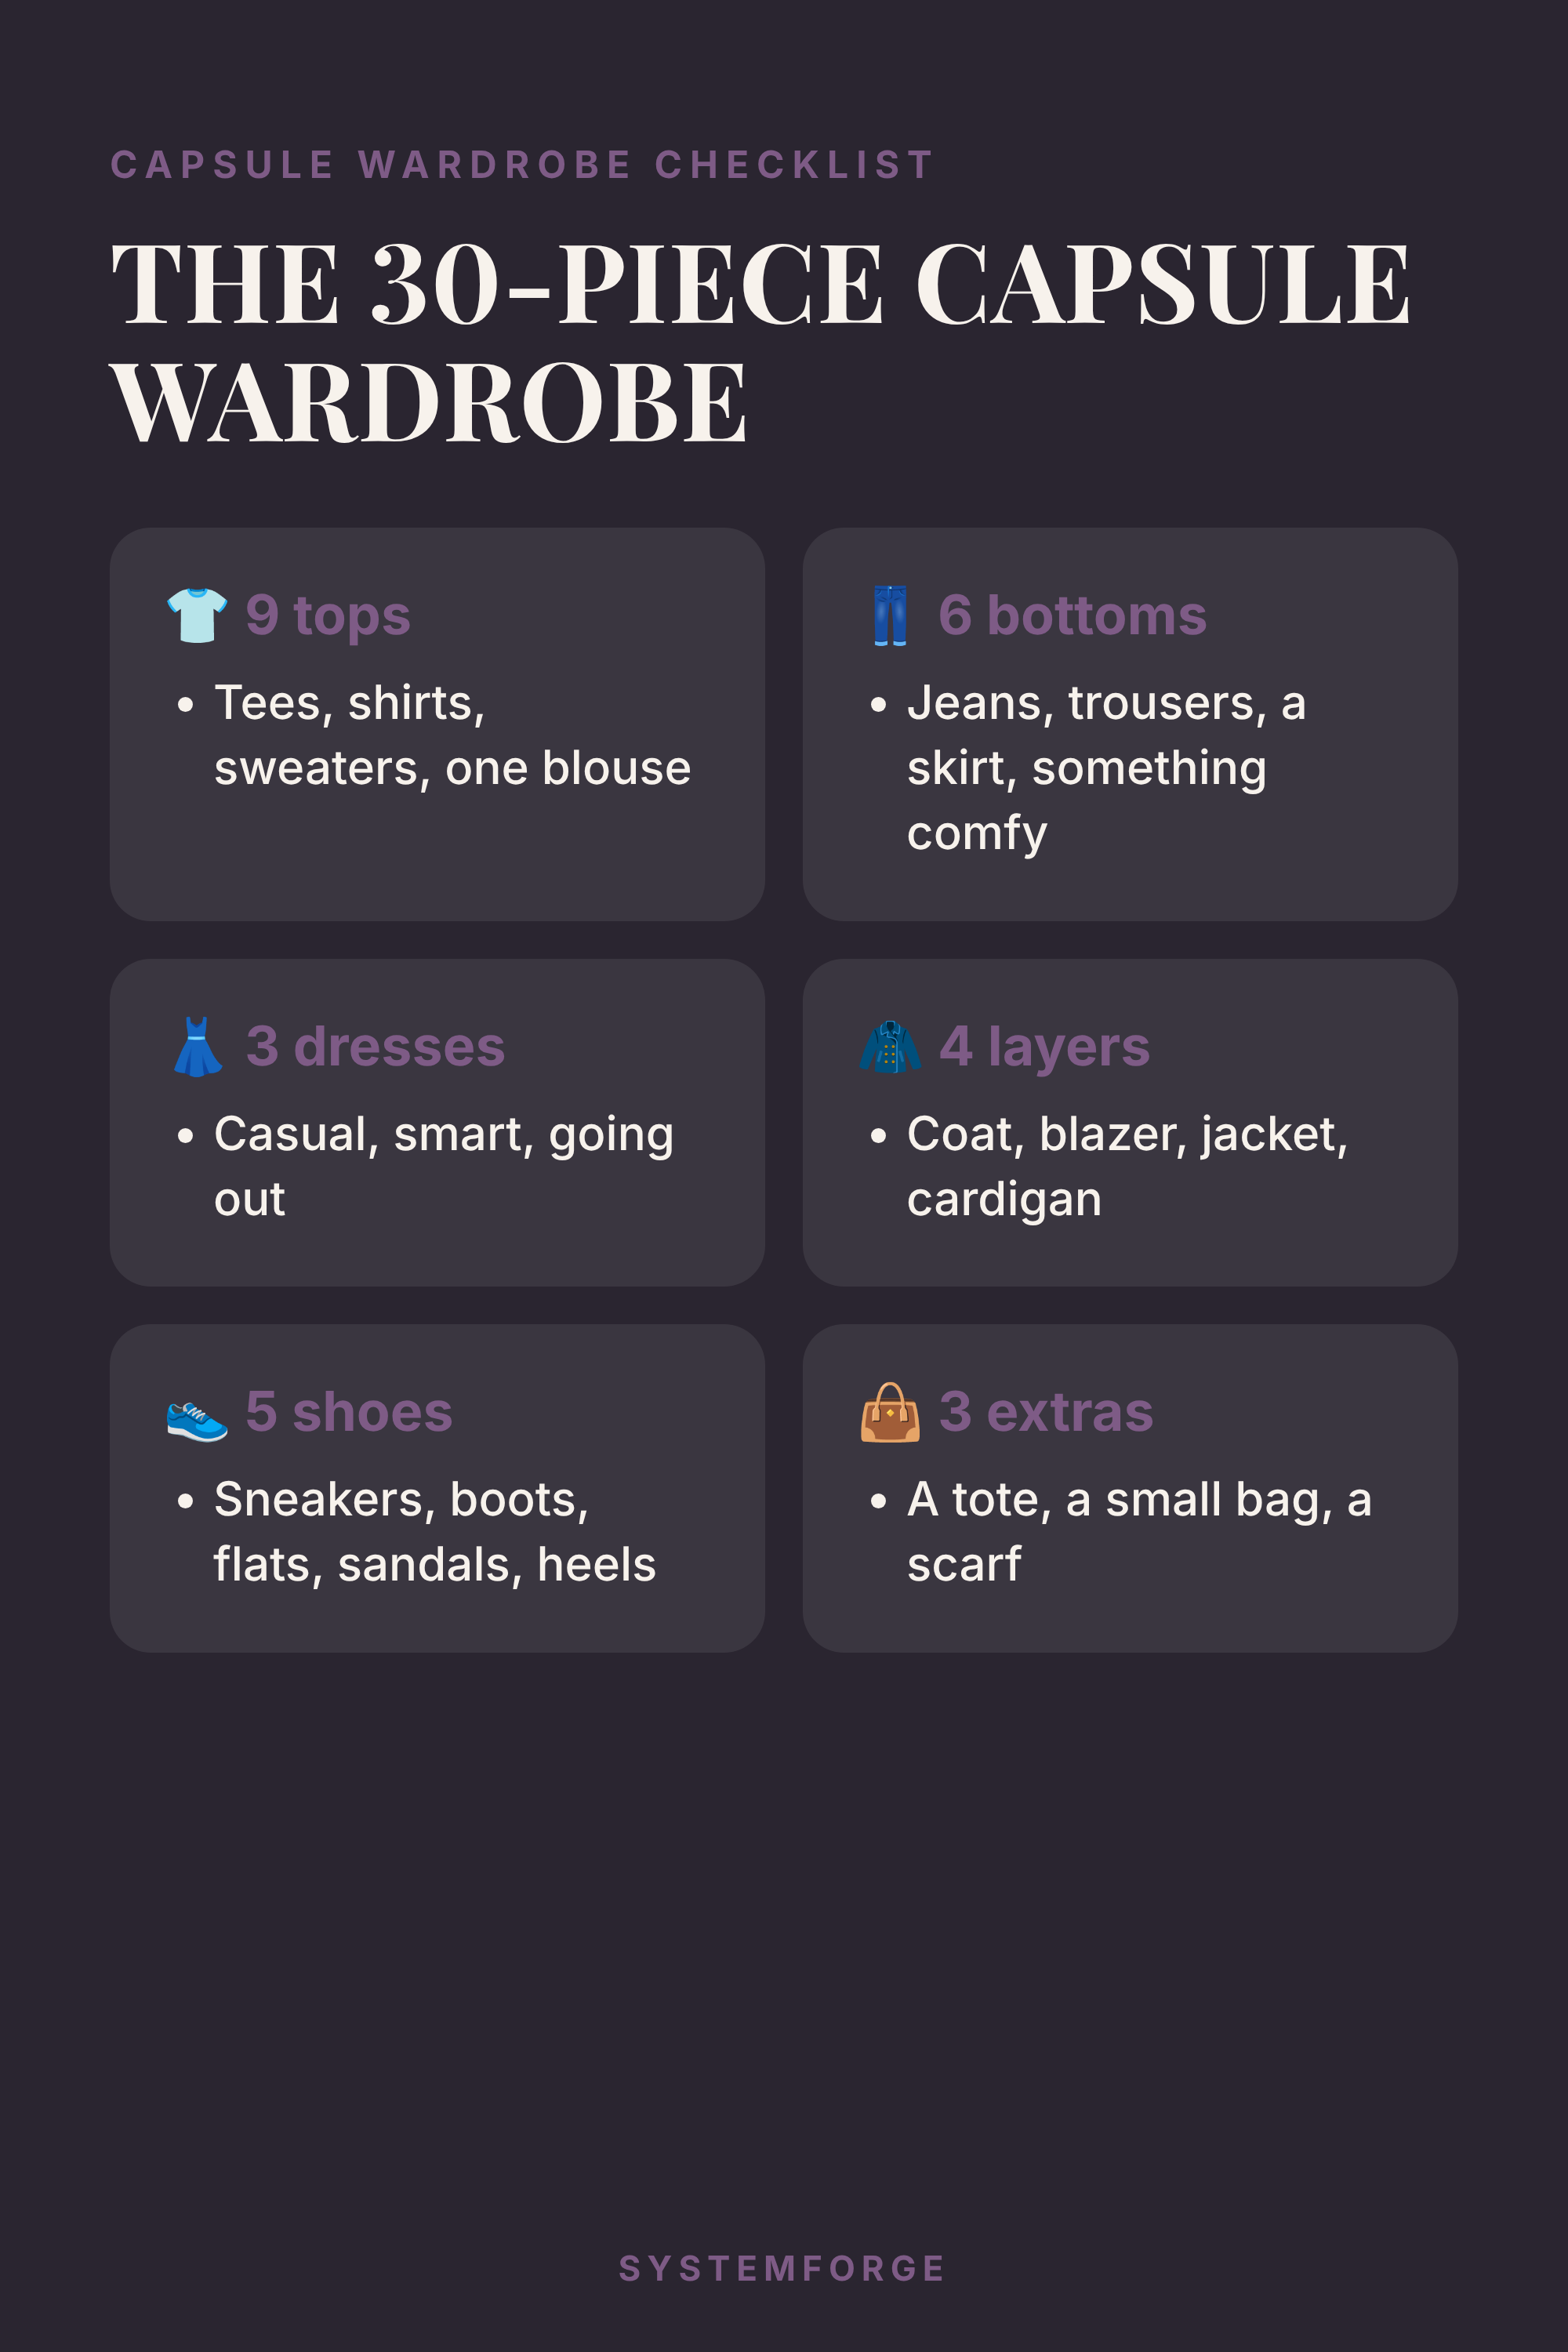 CAPSULE WARDROBE CHECKLIST
THE 30-PIECE CAPSULE
WARDROBE
9 tops
• Tees, shirts,
sweaters, one blouse
6 bottoms
• Jeans, trousers, a
skirt, something
comfy
3 dresses
• Casual, smart, going
out
4 layers
• Coat, blazer, jacket,
cardigan
5 shoes
• Sneakers, boots,
flats, sandals, heels
3 extras
• A tote, a small bag, a
scarf
SYSTEMFORGE